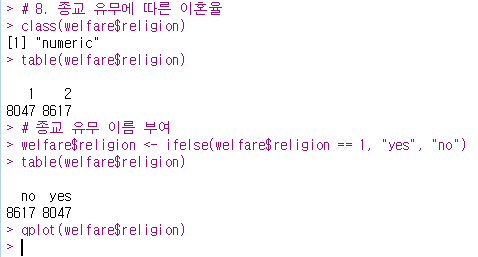 > # 8. 종교 유무에 따른 이혼율
> class(welfare$religion)
[1] "numeric"
> table(welfare$religion)
1 2
8047 8617
> # 종교 유무 이름 부여
> welfare$religion <- ifelse(welfare$religion == 1, "yes", "no")
> table(welfare$religion)
no yes
8617 8047
> qplot(welfare$religion)
>